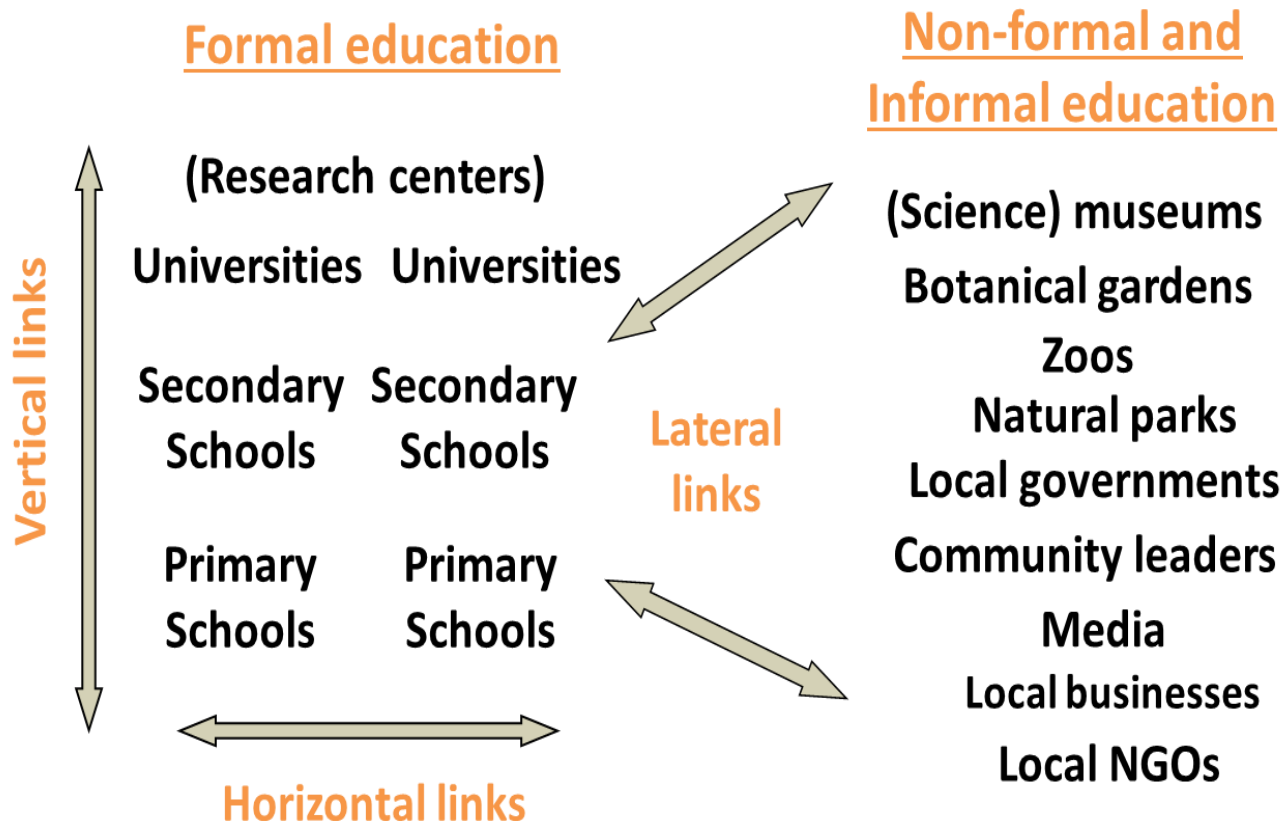 Formal education
Non-formal and
Informal education
Vertical links
(Research centers)
Universities Universities
Secondary Secondary
Schools Schools
Primary Primary
Schools Schools
Horizontal links
Lateral
links
(Science) museums
Botanical gardens
Zoos
Natural parks
Local governments
Community leaders
Media
Local businesses
Local NGOs